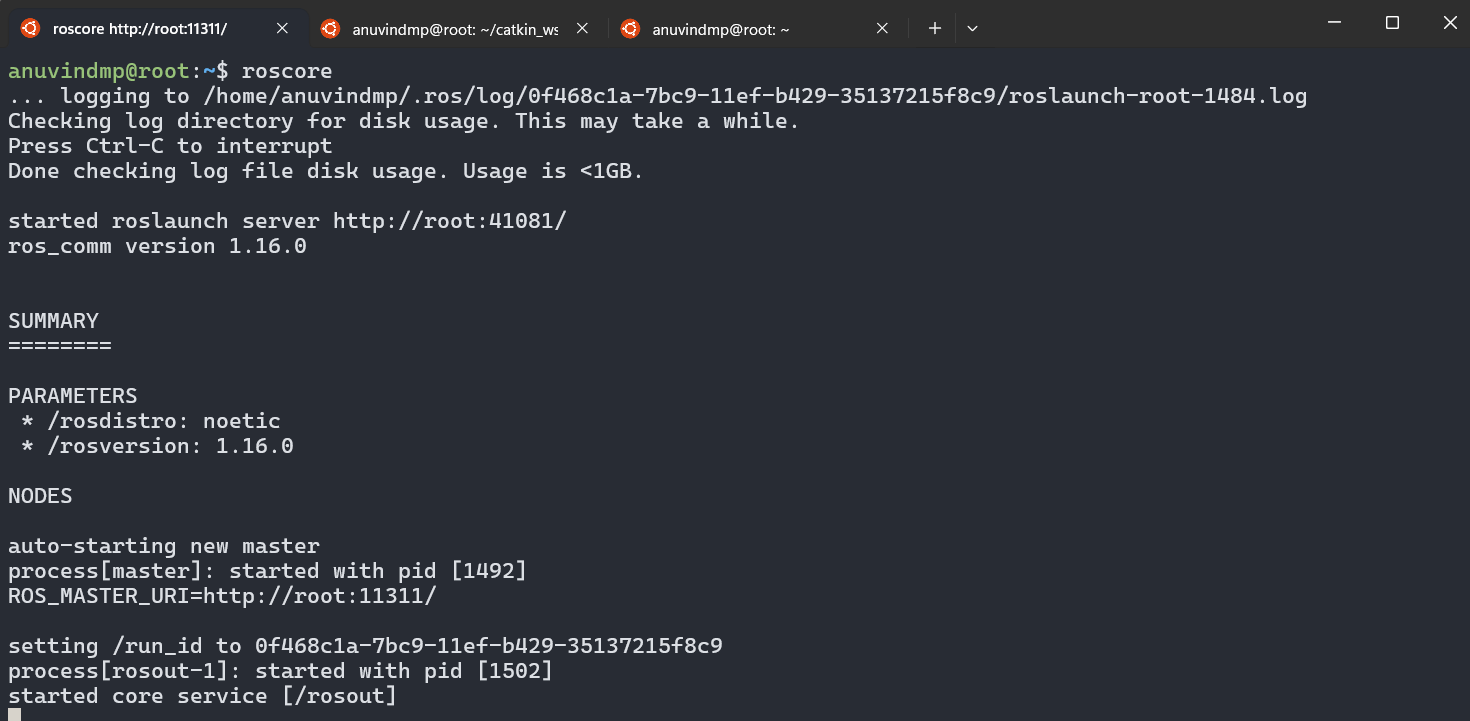 roscore http://root:11311/
anuvindmp@root: ~/catkin_ws
anuvindmp@root: ~
anuvindmp@root:~$ roscore
... logging to /home/anuvindmp/.ros/log/0f468c1a-7bc9-11ef-b429-35137215f8c9/roslaunch-root-1484.log
Checking log directory for disk usage. This may take a while.
Press Ctrl-C to interrupt
Done checking log file disk usage. Usage is <1GB.
started roslaunch server http://root:41081/
ros_comm version 1.16.0
SUMMARY
========
PARAMETERS
 * /rosdistro: noetic
 * /rosversion: 1.16.0
NODES
auto-starting new master
process[master]: started with pid [1492]
ROS_MASTER_URI=http://root:11311/
setting /run_id to 0f468c1a-7bc9-11ef-b429-35137215f8c9
process[rosout-1]: started with pid [1502]
started core service [/rosout]